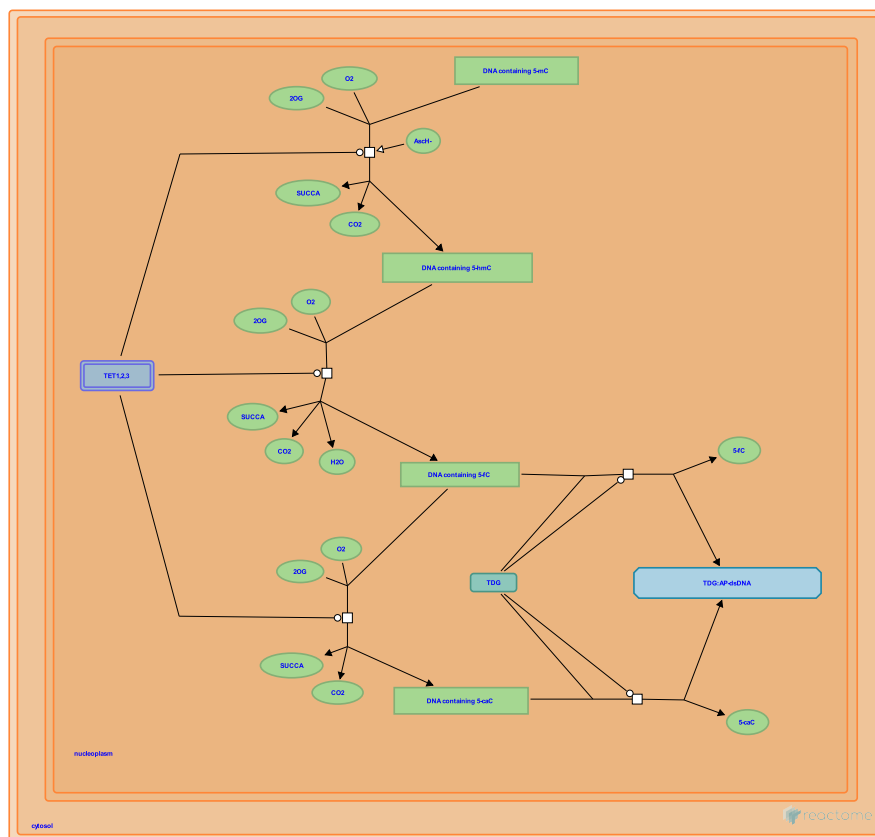 DNA containing 5-mC
O2
2OG
AscH-
SUCCA
CO2
DNA containing 5-hmC
O2
2OG
TET1,2,3
SUCCA
CO2
H2O
DNA containing 5-fC
5-fC
O2
2OG
TDG
TDG:AP-dsDNA
SUCCA
CO2
DNA containing 5-caC
5-caC
nucleoplasm
reactome
cytosol